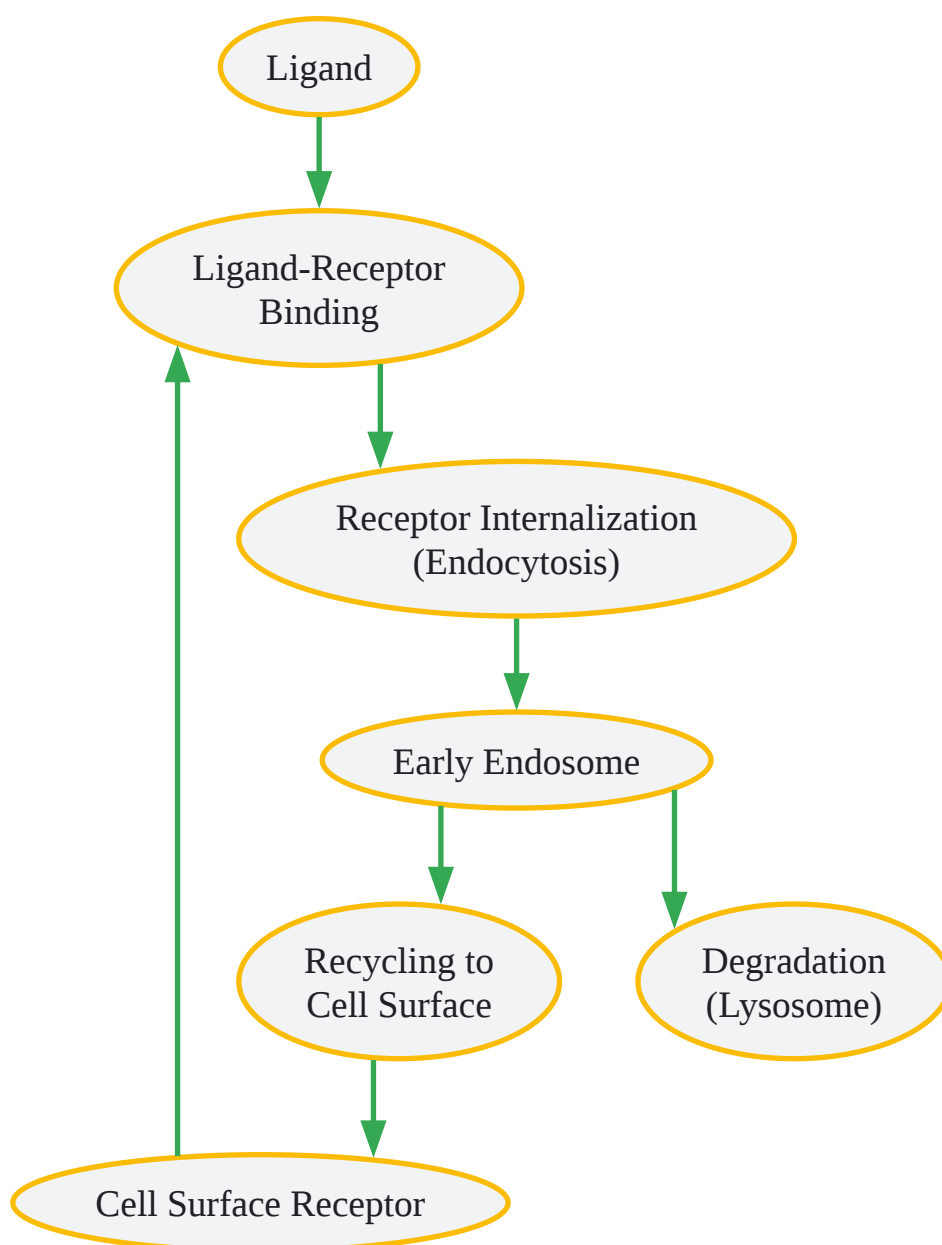 Ligand
Ligand-Receptor
Binding
Receptor Internalization
(Endocytosis)
Early Endosome
Recycling to
Cell Surface
Degradation
(Lysosome)
Cell Surface Receptor